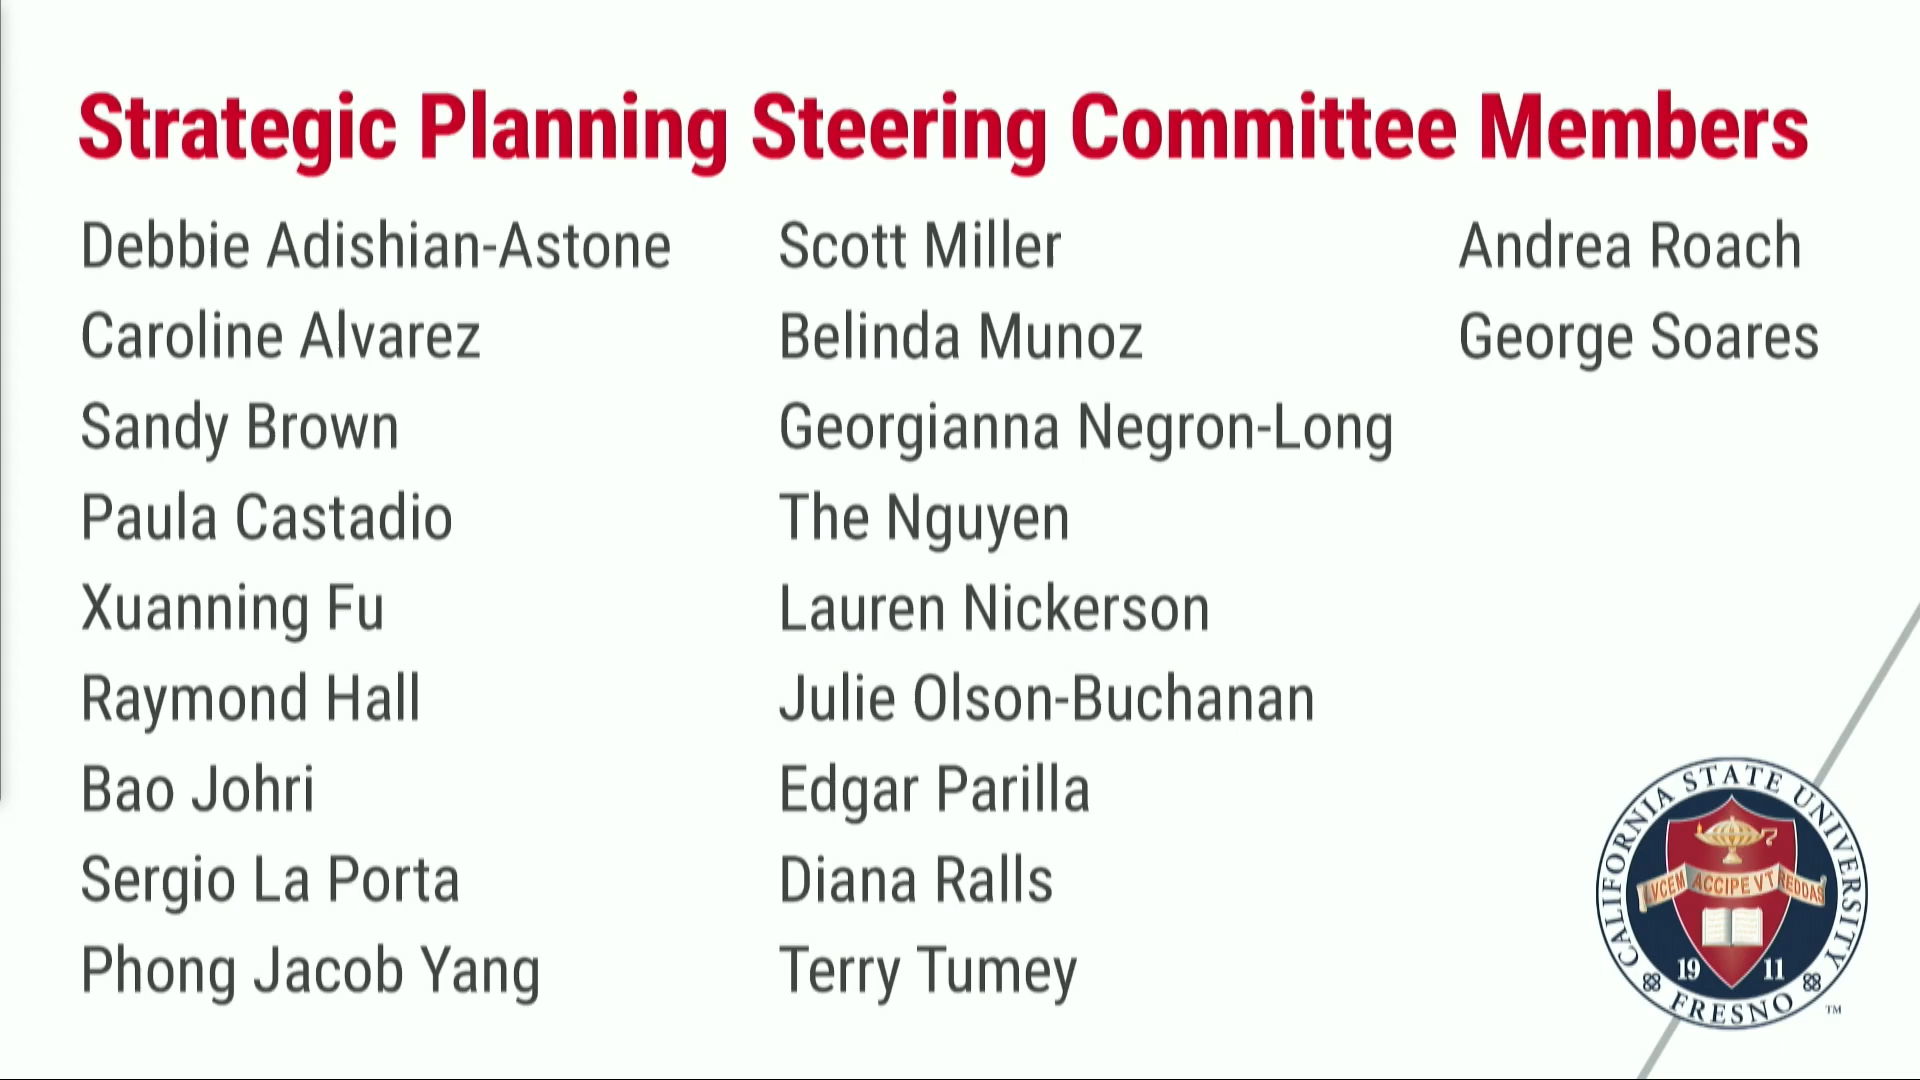 Strategic Planning Steering Committee Members
Debbie Adishian-Astone
Caroline Alvarez
Sandy Brown
Paula Castadio
Xuanning Fu
Raymond Hall
Bao Johri
Sergio La Porta
Phong Jacob Yang
Scott Miller
Belinda Munoz
Georgianna Negron-Long
The Nguyen
Lauren Nickerson
Julie Olson-Buchanan
Edgar Parilla
Diana Ralls
Terry Tumey
Andrea Roach
George Soares
CALIFORNIA STATE UNIVERSITY
LVCEM ACCIPE VT REDDAS
19 11
FRESNO
TM